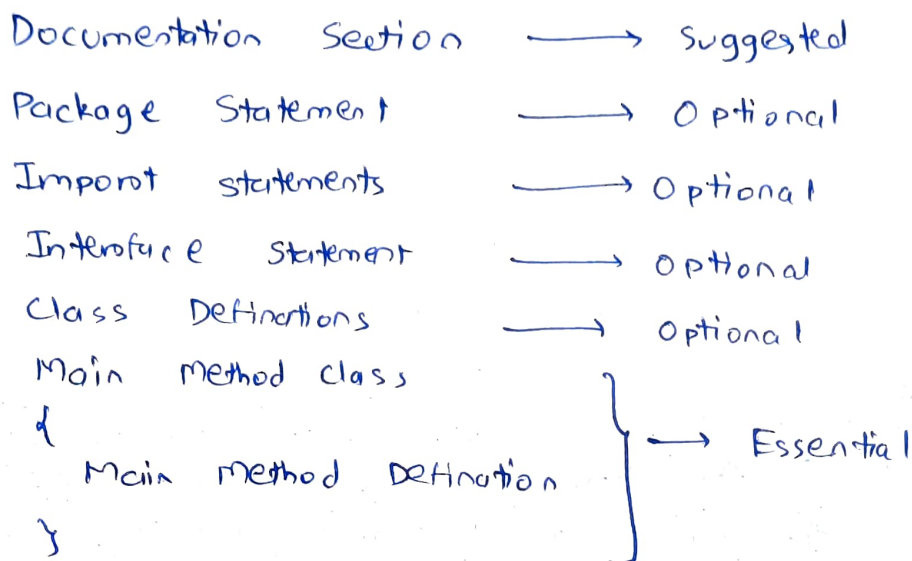 Documentation Section → Suggested
Package Statement → Optional
Import statements → Optional
Interface Statement → Optional
Class Definations → Optional
Main Method Class
{
Main Method Defination
} → Essential